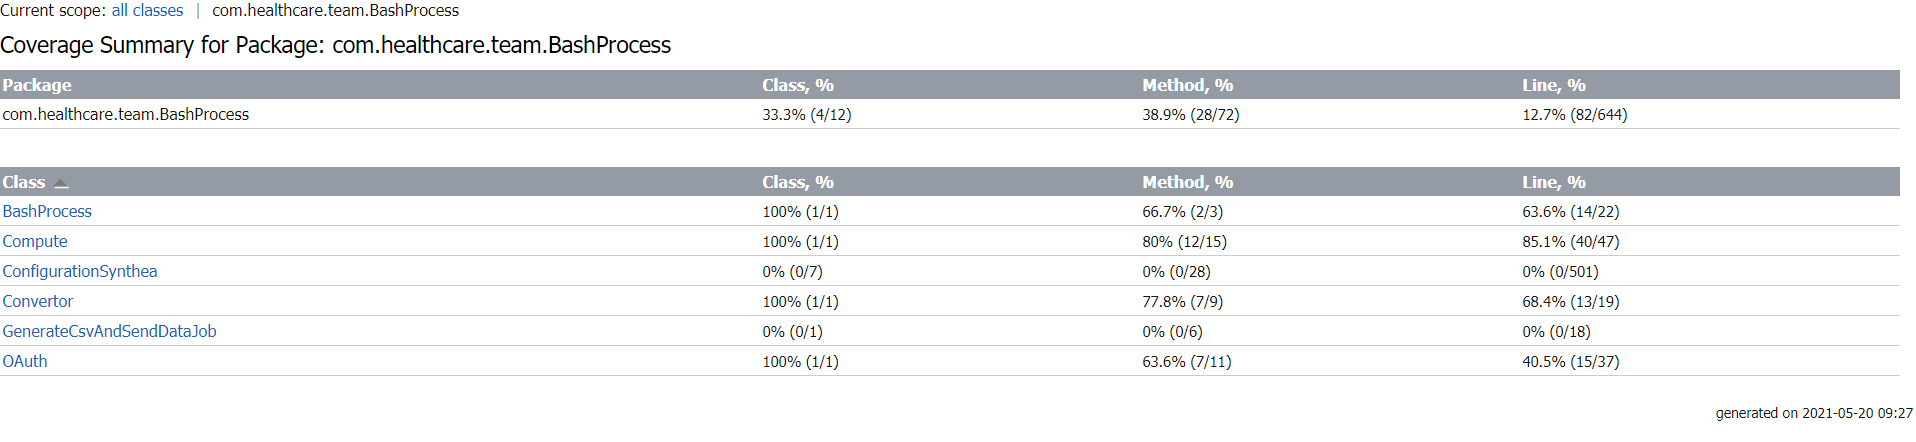 Current scope: all classes | com.healthcare.team.BashProcess
Coverage Summary for Package: com.healthcare.team.BashProcess
Package Class, % Method, % Line, %
com.healthcare.team.BashProcess 33.3% (4/12) 38.9% (28/72) 12.7% (82/644)
Class Class, % Method, % Line, %
BashProcess 100% (1/1) 66.7% (2/3) 63.6% (14/22)
Compute 100% (1/1) 80% (12/15) 85.1% (40/47)
ConfigurationSynthea 0% (0/7) 0% (0/28) 0% (0/501)
Convertor 100% (1/1) 77.8% (7/9) 68.4% (13/19)
GenerateCsvAndSendDataJob 0% (0/1) 0% (0/6) 0% (0/18)
OAuth 100% (1/1) 63.6% (7/11) 40.5% (15/37)
generated on 2021-05-20 09:27